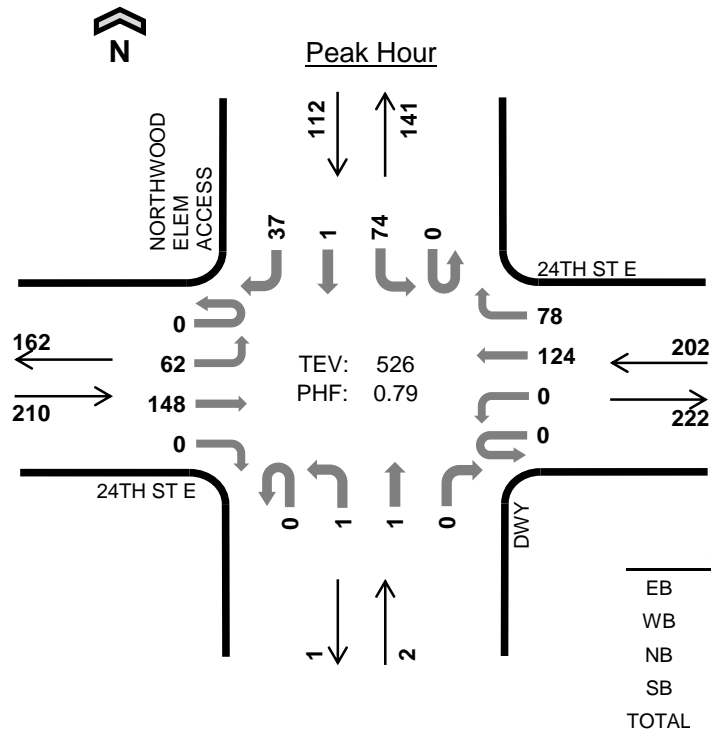 N
Peak Hour
NORTHWOOD
ELEM
ACCESS
112
141
37
1
74
0
24TH ST E
0
62
148
0
162
210
TEV: 526
PHF: 0.79
78
124
0
0
202
222
24TH ST E
0
1
1
0
DWY
1
2
EB
WB
NB
SB
TOTAL